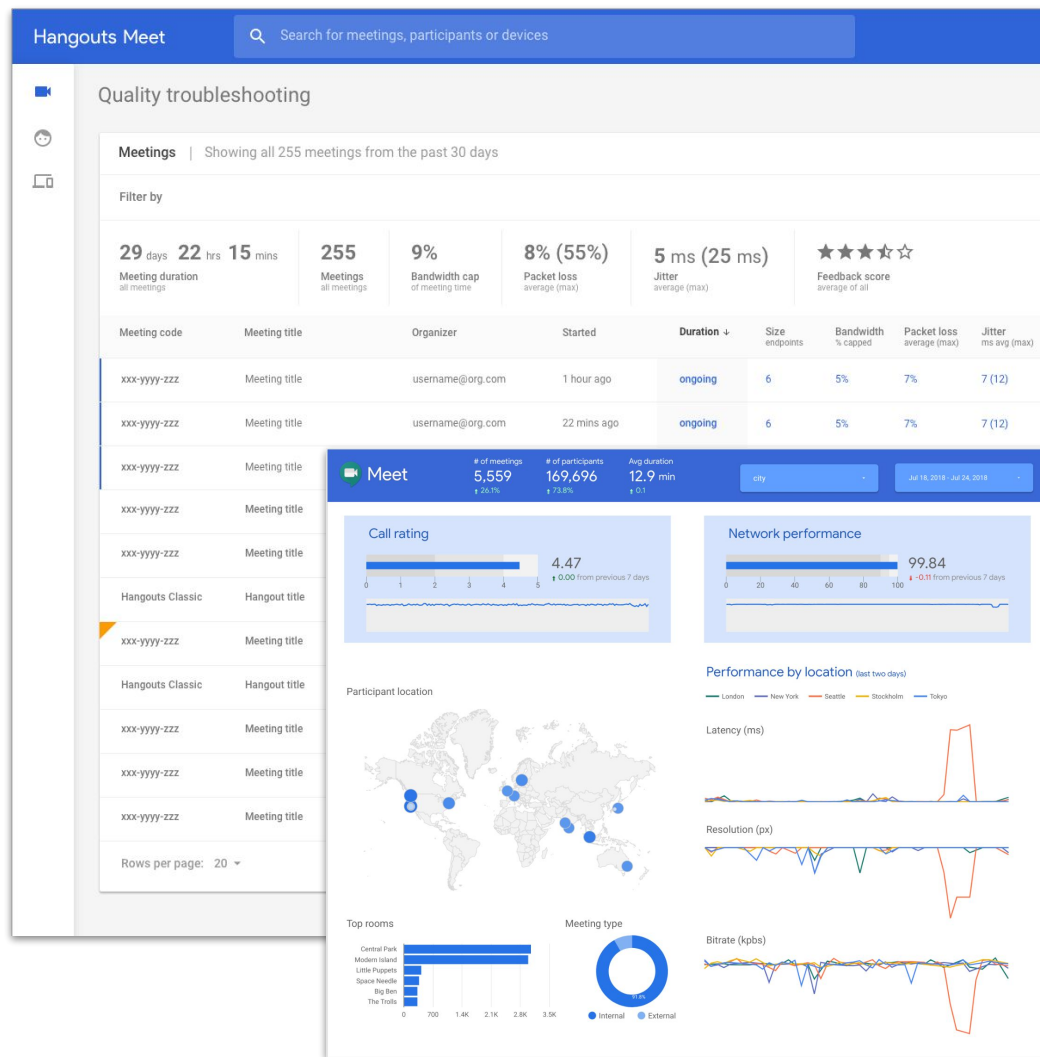 Hangouts Meet
Search for meetings, participants or devices
Quality troubleshooting
Meetings | Showing all 255 meetings from the past 30 days
Filter by
29 days 22 hrs 15 mins
Meeting duration
all meetings
255
Meetings
all meetings
9%
Bandwidth cap
of meeting time
8% (55%)
Packet loss
average (max)
5 ms (25 ms)
Jitter
average (max)
Feedback score
average of all
Meeting code Meeting title Organizer Started Duration ↓ Size Bandwidth Packet loss Jitter
endpoints % capped average (max) ms avg (max)
xxx-yyyy-zzz Meeting title username@org.com 1 hour ago ongoing 6 5% 7% 7 (12)
xxx-yyyy-zzz Meeting title username@org.com 22 mins ago ongoing 6 5% 7% 7 (12)
xxx-yyyy-zzz Meeting title
xxx-yyyy-zzz Meeting title
xxx-yyyy-zzz Meeting title
Hangouts Classic Hangout title
xxx-yyyy-zzz Meeting title
Hangouts Classic Hangout title
xxx-yyyy-zzz Meeting title
xxx-yyyy-zzz Meeting title
xxx-yyyy-zzz Meeting title
Rows per page: 20
Meet
# of meetings
5,559
26.1%
# of participants
169,696
73.8%
Avg duration
12.9 min
0.1
city
Jul 18, 2018 - Jul 24, 2018
Call rating
4.47
0.00 from previous 7 days
0 1 2 3 4 5
Network performance
99.84
-0.11 from previous 7 days
0 20 40 60 80 100
Participant location
Performance by location (last two days)
London New York Seattle Stockholm Tokyo
Latency (ms)
Resolution (px)
Bitrate (kpbs)
Top rooms
Central Park
Modern Island
Little Puppets
Space Needle
Big Ben
The Trolls
0 700 1.4K 2.1K 2.8K 3.5K
Meeting type
91.8%
Internal External